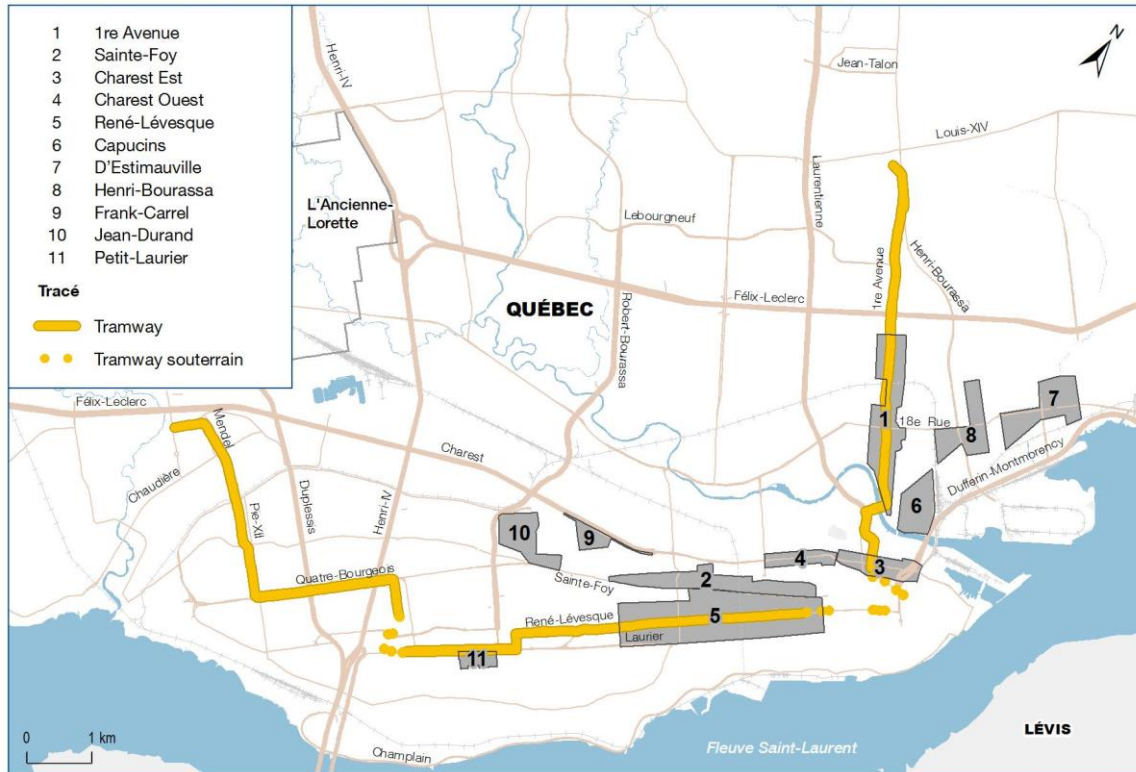 1 1re Avenue
2 Sainte-Foy
3 Charest Est
4 Charest Ouest
5 René-Lévesque
6 Capucins
7 D'Estimauville
8 Henri-Bourassa
9 Frank-Carrel
10 Jean-Durand
11 Petit-Laurier
Tracé
Tramway
Tramway souterrain
N
Henri-IV
Jean-Talon
Louis-XIV
L'Ancienne-
Lorette
Laurentienne
Lebourgneuf
1re Avenue
Henri-Bourassa
QUÉBEC
Robert-Bourassa
Félix-Leclerc
Félix-Leclerc
Mendel
Chaudière
Pie-XII
Duplessis
Henri-IV
Charest
1
18e Rue
8
7
Dufferin-Montmorency
6
10
9
4
3
Sainte-Foy
2
Quatre-Bourgeois
René-Lévesque
5
Laurier
11
0 1 km
Champlain
Fleuve Saint-Laurent
LÉVIS